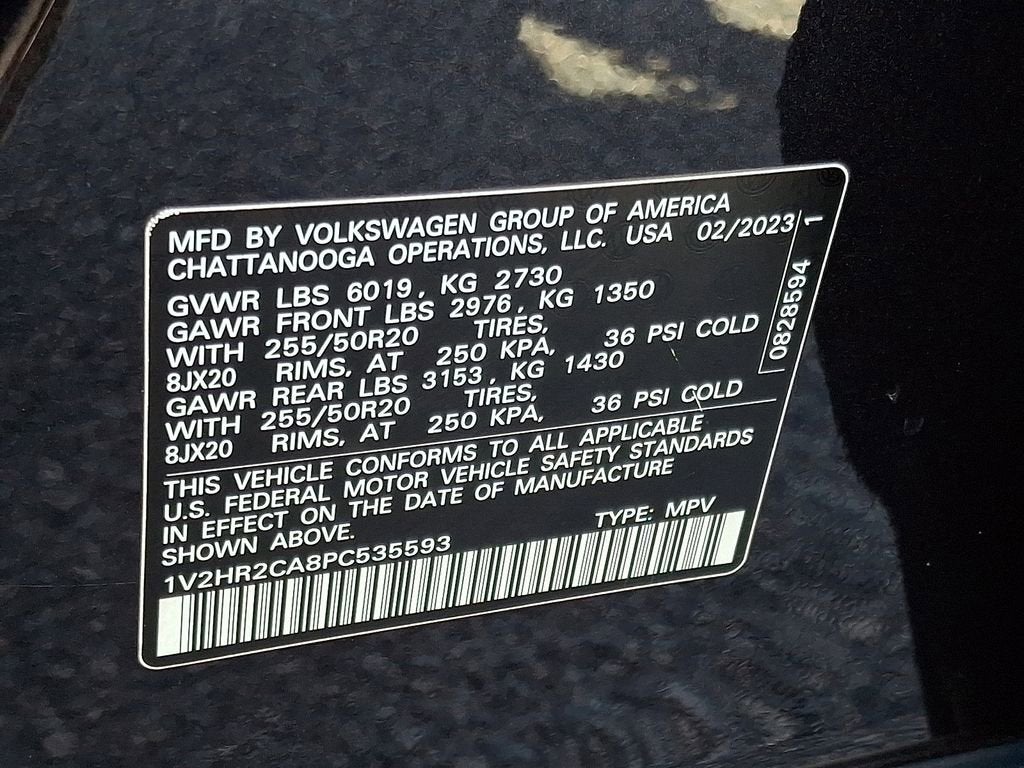 MFD BY VOLKSWAGEN GROUP OF AMERICA
CHATTANOOGA OPERATIONS, LLC. USA 02/2023
GVWR LBS 6019, KG 2730
GAWR FRONT LBS 2976, KG 1350
WITH 255/50R20 TIRES,
8JX20 RIMS, AT 250 KPA, 36 PSI COLD
GAWR REAR LBS 3153, KG 1430
WITH 255/50R20 TIRES,
8JX20 RIMS, AT 250 KPA, 36 PSI COLD
THIS VEHICLE CONFORMS TO ALL APPLICABLE
U.S. FEDERAL MOTOR VEHICLE SAFETY STANDARDS
IN EFFECT ON THE DATE OF MANUFACTURE
SHOWN ABOVE.
TYPE: MPV
1V2HR2CA8PC535593
0828594 1